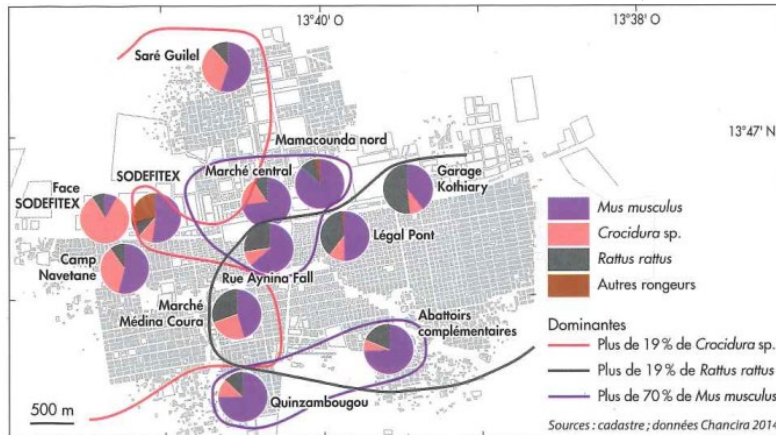 13°40' O
13°38' O
Saré Guilel
13°47' N
Mamacounda nord
Marché central
SODEFITEX
Face
SODEFITEX
Garage
Kothiary
Camp
Navetane
Légal Pont
Rue Aynina Fall
Marché
Médina Coura
Abattoirs
complémentaires
Quinzambougou
500 m
Mus musculus
Crocidura sp.
Rattus rattus
Autres rongeurs
Dominantes
Plus de 19 % de Crocidura sp.
Plus de 19 % de Rattus rattus
Plus de 70 % de Mus musculus
Sources : cadastre ; données Chancira 2014